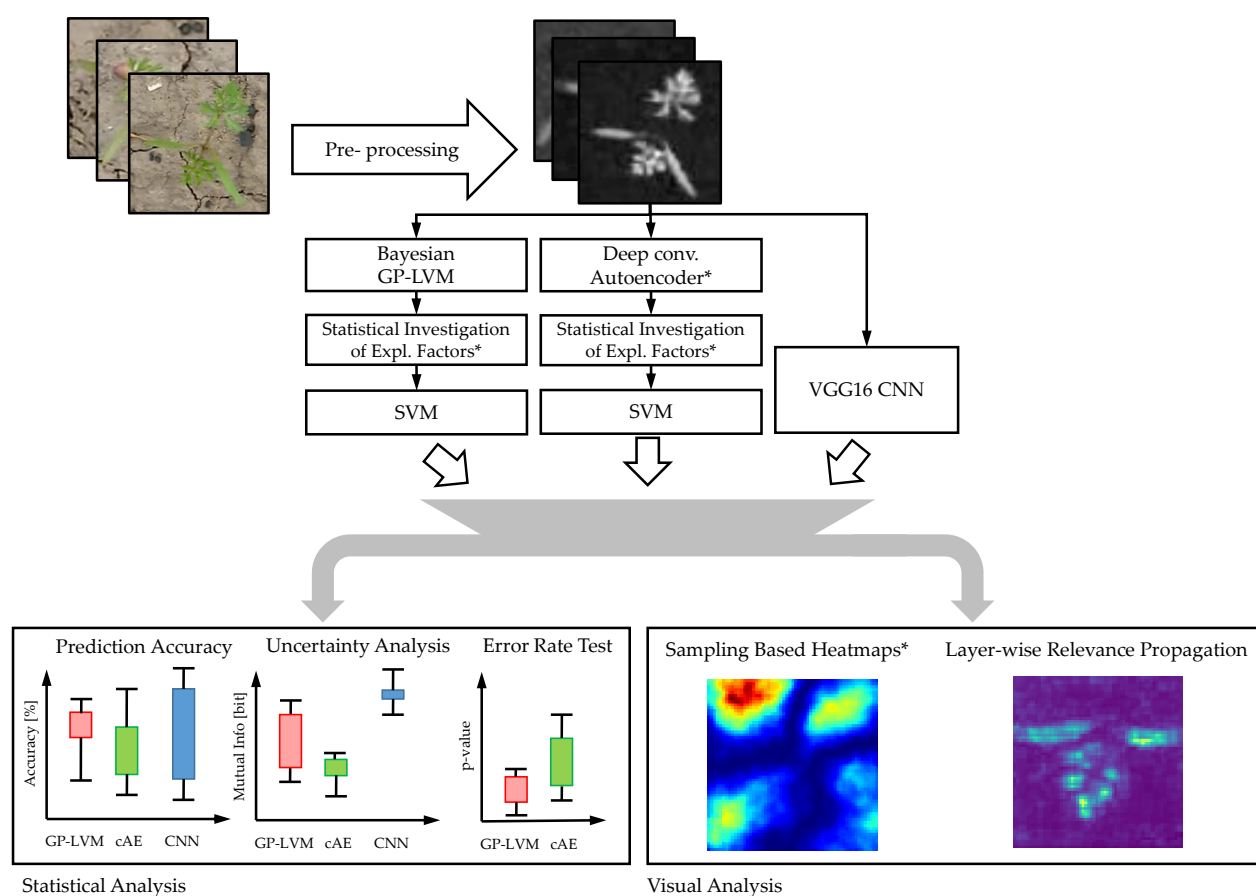 Pre- processing
Bayesian
GP-LVM
Deep conv.
Autoencoder*
Statistical Investigation
of Expl. Factors*
Statistical Investigation
of Expl. Factors*
VGG16 CNN
SVM
SVM
Prediction Accuracy
Uncertainty Analysis
Error Rate Test
Accuracy [%]
GP-LVM cAE CNN
Mutual Info [bit]
GP-LVM cAE CNN
p-value
GP-LVM cAE
Sampling Based Heatmaps*
Layer-wise Relevance Propagation
Statistical Analysis
Visual Analysis